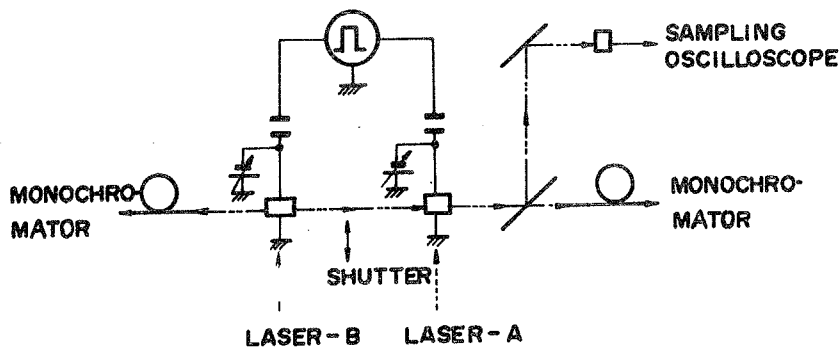 SAMPLING
OSCILLOSCOPE
MONOCHRO-
MATOR
MONOCHRO-
MATOR
SHUTTER
LASER-B
LASER-A